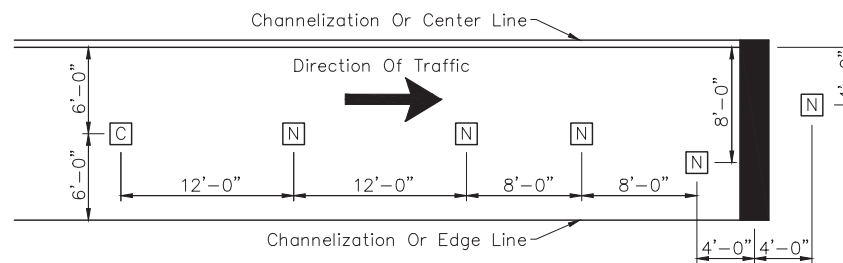 Channelization Or Center Line
Direction Of Traffic
6'-0"
6'-0"
8'-0"
C
N
N
N
N
N
12'-0"
12'-0"
8'-0"
8'-0"
Channelization Or Edge Line
4'-0"
4'-0"